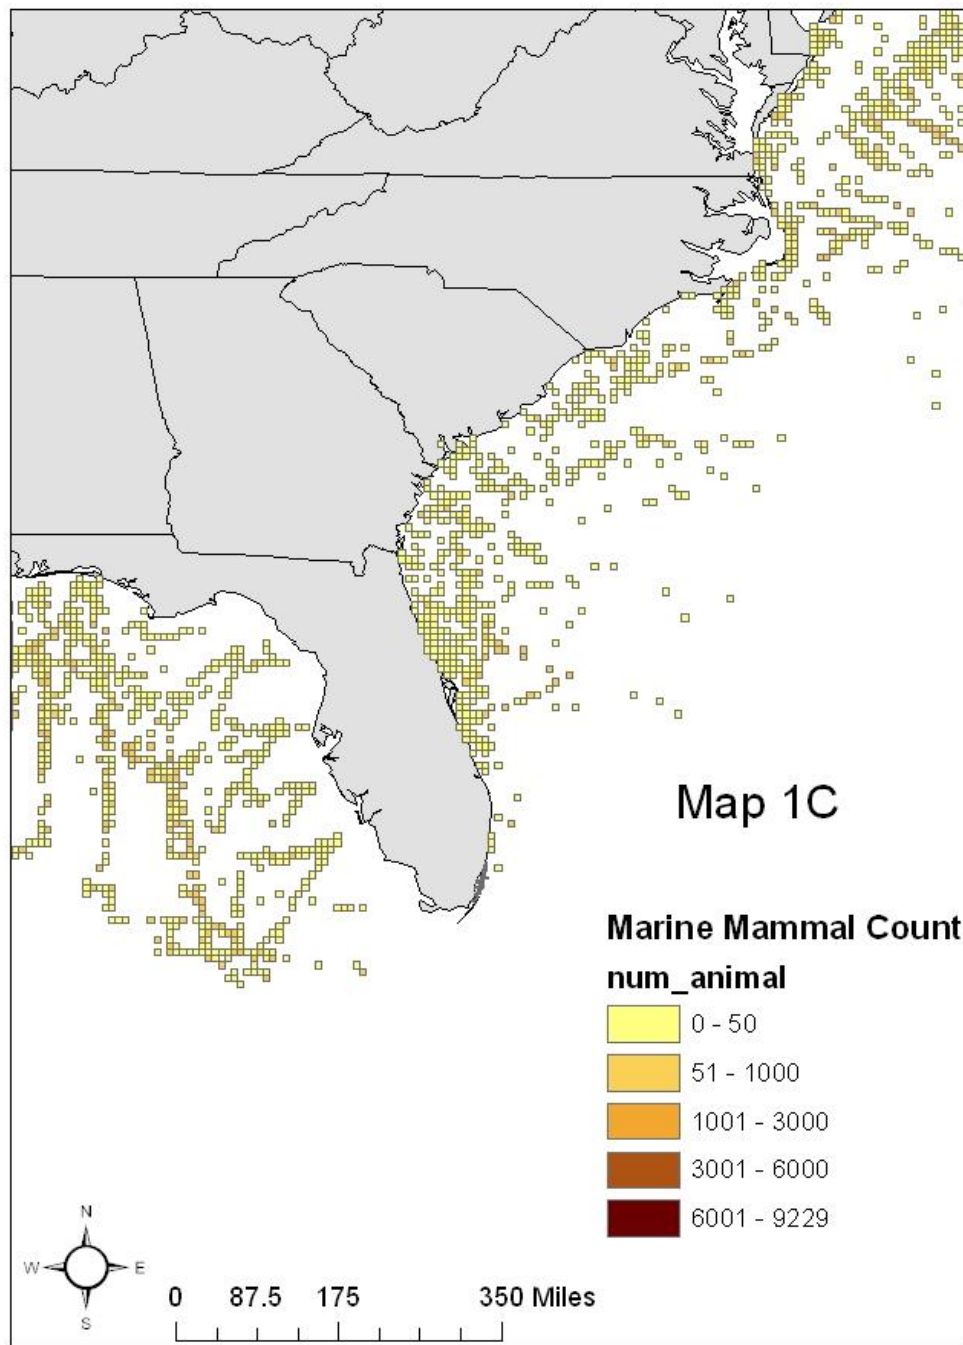 Map 1C
Marine Mammal Count
num_animal
0 - 50
51 - 1000
1001 - 3000
3001 - 6000
6001 - 9229
N
W E
S
0 87.5 175 350 Miles